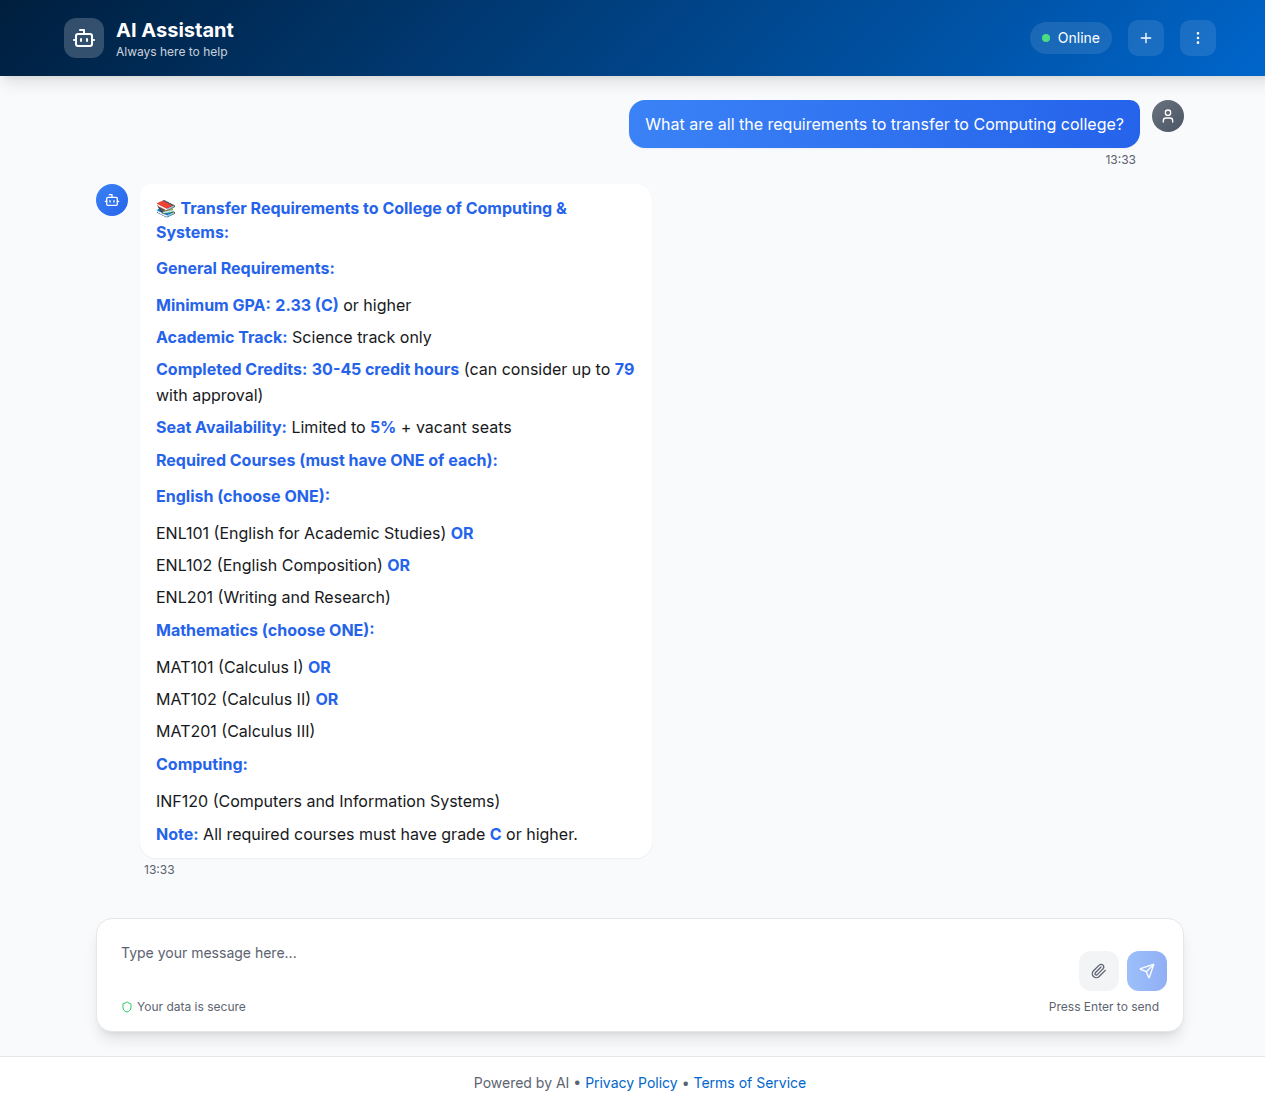 AI Assistant
Always here to help
Online
What are all the requirements to transfer to Computing college?
13:33
📚 Transfer Requirements to College of Computing &
Systems:
General Requirements:
Minimum GPA: 2.33 (C) or higher
Academic Track: Science track only
Completed Credits: 30-45 credit hours (can consider up to 79
with approval)
Seat Availability: Limited to 5% + vacant seats
Required Courses (must have ONE of each):
English (choose ONE):
ENL101 (English for Academic Studies) OR
ENL102 (English Composition) OR
ENL201 (Writing and Research)
Mathematics (choose ONE):
MAT101 (Calculus I) OR
MAT102 (Calculus II) OR
MAT201 (Calculus III)
Computing:
INF120 (Computers and Information Systems)
Note: All required courses must have grade C or higher.
13:33
Type your message here...
Your data is secure
Press Enter to send
Powered by AI • Privacy Policy • Terms of Service